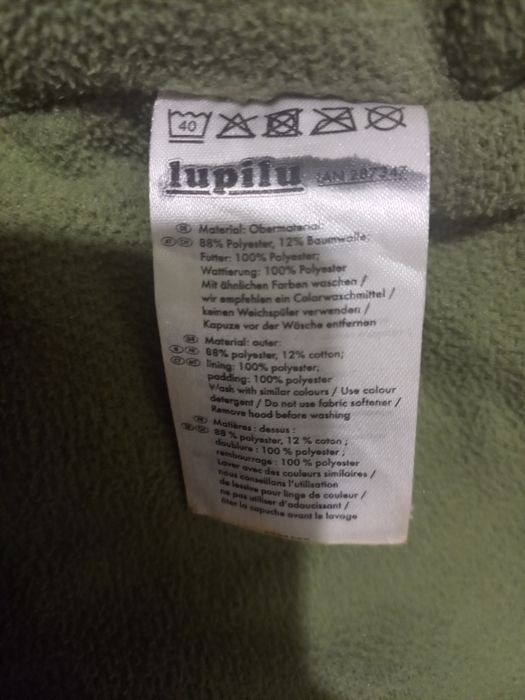 40
lupilu IAN 287347
DE Material: Obermaterial:
88% Polyester, 12% Baumwolle;
Futter: 100% Polyester;
Wattierung: 100% Polyester
Mit ähnlichen Farben waschen /
wir empfehlen ein Colorwaschmittel /
keinen Weichspüler verwenden /
Kapuze vor der Wäsche entfernen
GB Material: outer:
88% polyester, 12% cotton;
lining: 100% polyester;
padding: 100% polyester
Wash with similar colours / Use colour
detergent / Do not use fabric softener /
Remove hood before washing
FR Matières: dessus :
88 % polyester, 12 % coton ;
doublure : 100 % polyester ;
rembourrage : 100 % polyester
Laver avec des couleurs similaires /
nous conseillons l'utilisation
de lessive pour linge de couleur /
ne pas utiliser d'adoucissant /
ôter la capuche avant le lavage